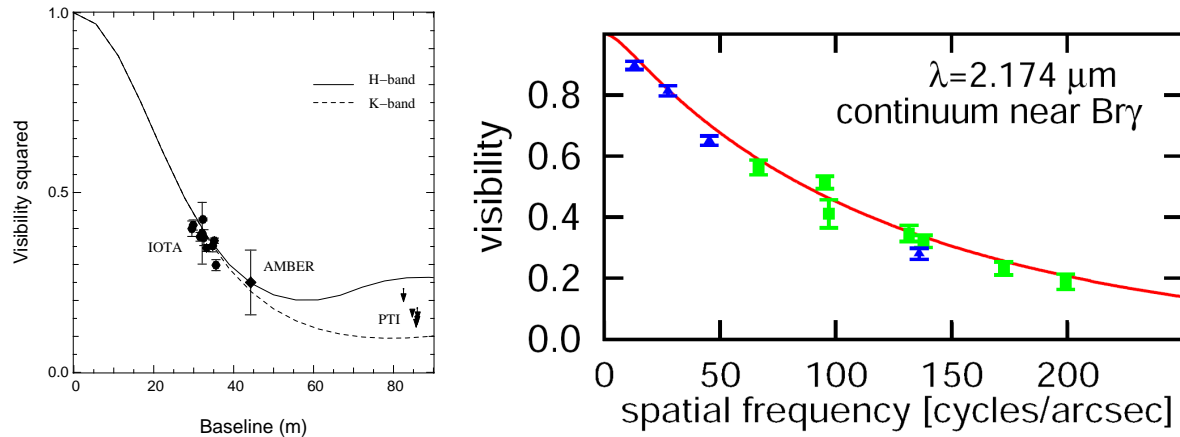 1.0
0.5
0.0
Visibility squared
H−band
K−band
IOTA
AMBER
PTI
0 20 40 60 80
Baseline (m)
λ=2.174 μm
continuum near Brγ
visibility
0.8
0.6
0.4
0.2
0.0
0 50 100 150 200
spatial frequency [cycles/arcsec]